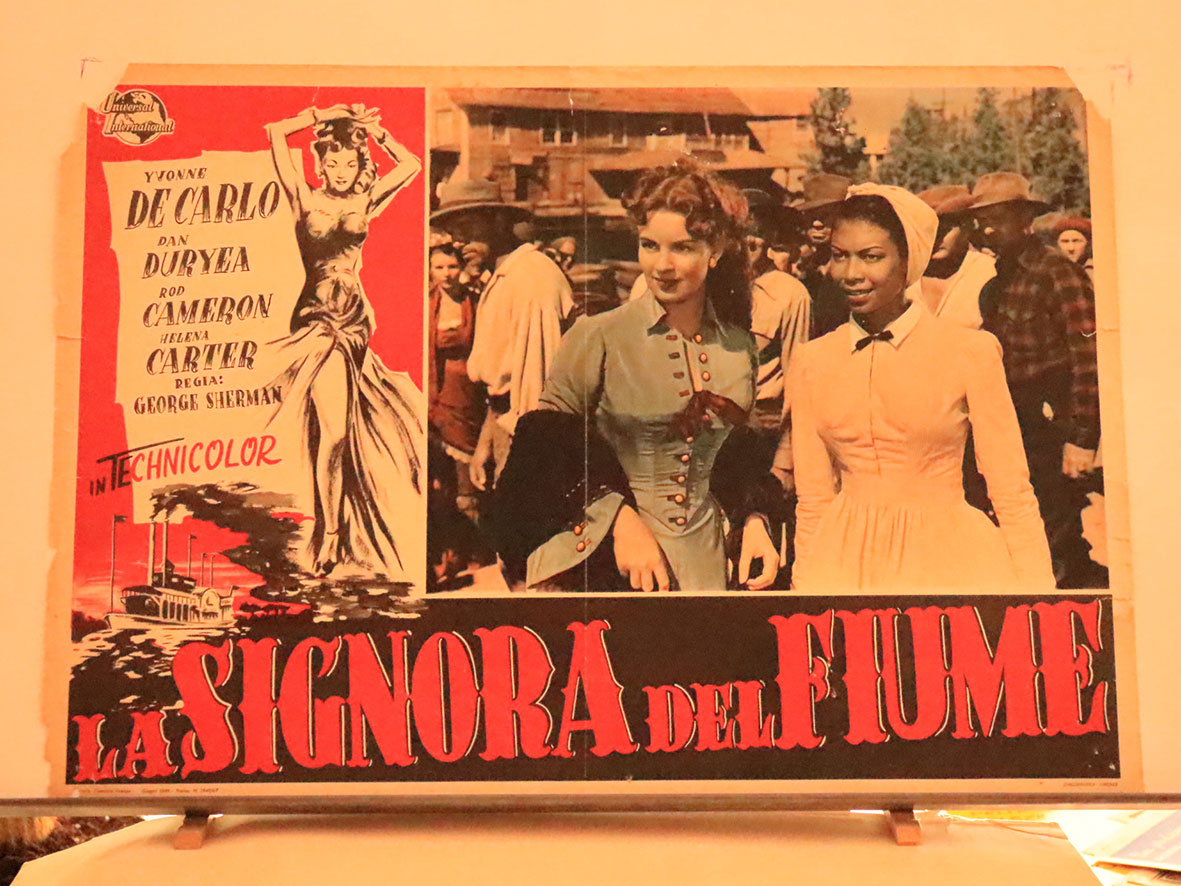 Universal
International
YVONNE
DE CARLO
DAN
DURYEA
ROD
CAMERON
HELENA
CARTER
REGIA:
GEORGE SHERMAN
IN TECHNICOLOR
LA SIGNORA DEL FIUME